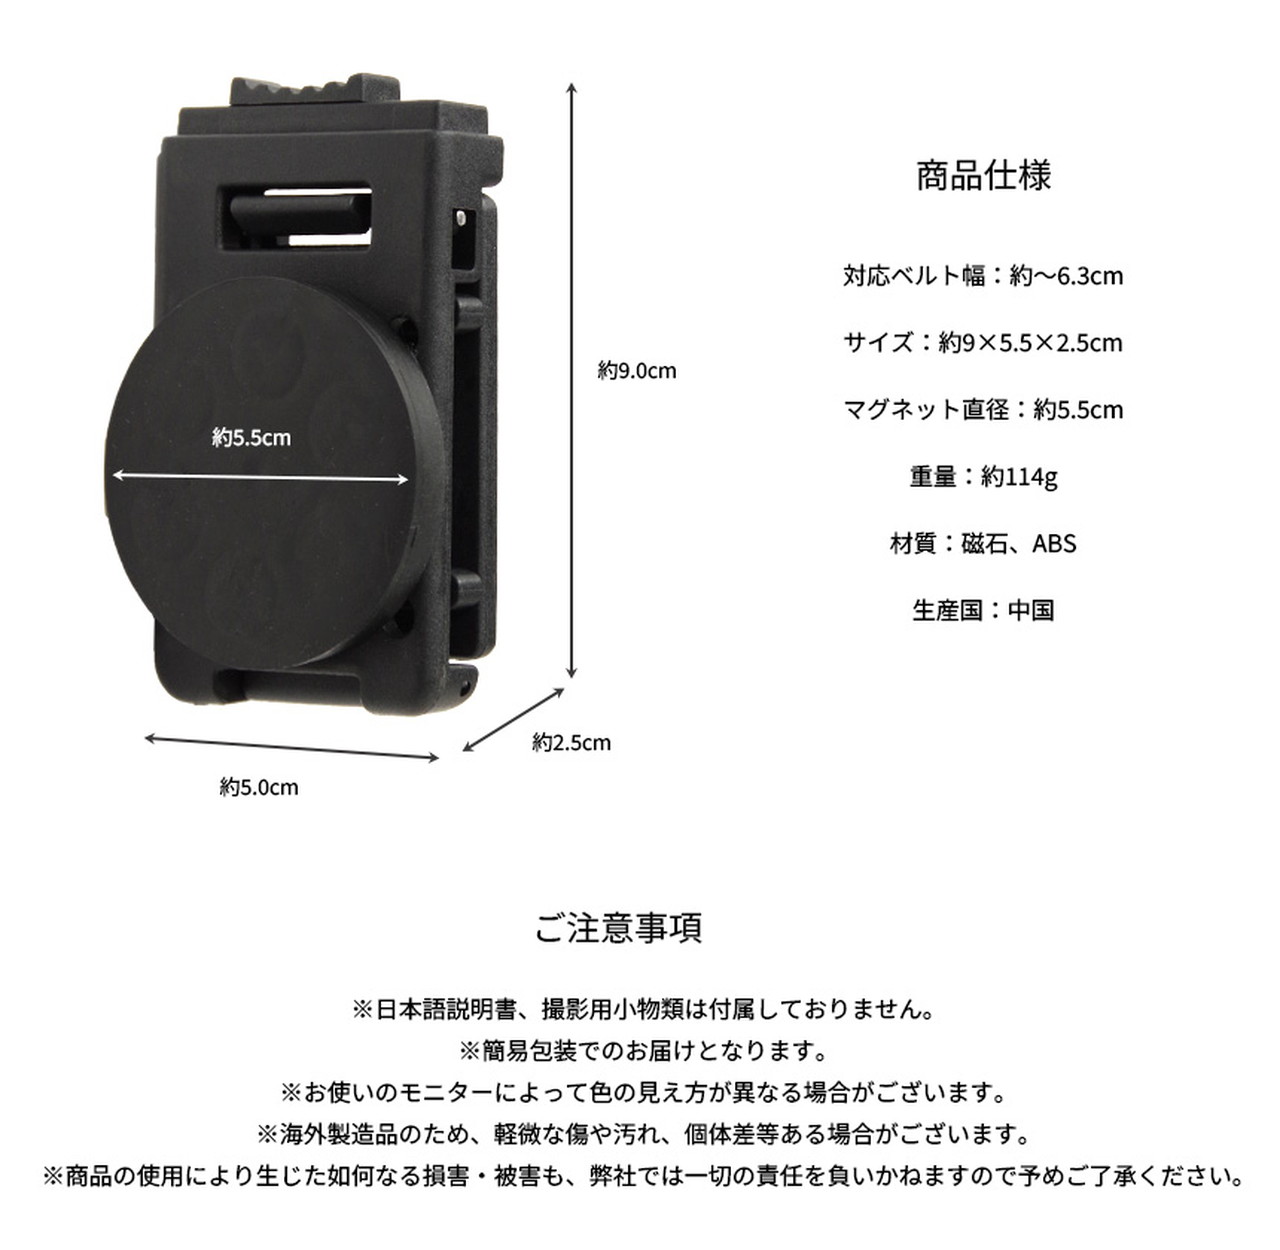 商品仕様
対応ベルト幅：約～6.3cm
サイズ：約9×5.5×2.5cm
マグネット直径：約5.5cm
重量：約114g
材質：磁石、ABS
生産国：中国
約9.0cm
約5.5cm
約2.5cm
約5.0cm
ご注意事項
※日本語説明書、撮影用小物類は付属しておりません。
※簡易包装でのお届けとなります。
※お使いのモニターによって色の見え方が異なる場合がございます。
※海外製造品のため、軽微な傷や汚れ、個体差等ある場合がございます。
※商品の使用により生じた如何なる損害・被害も、弊社では一切の責任を負いかねますので予めご了承ください。